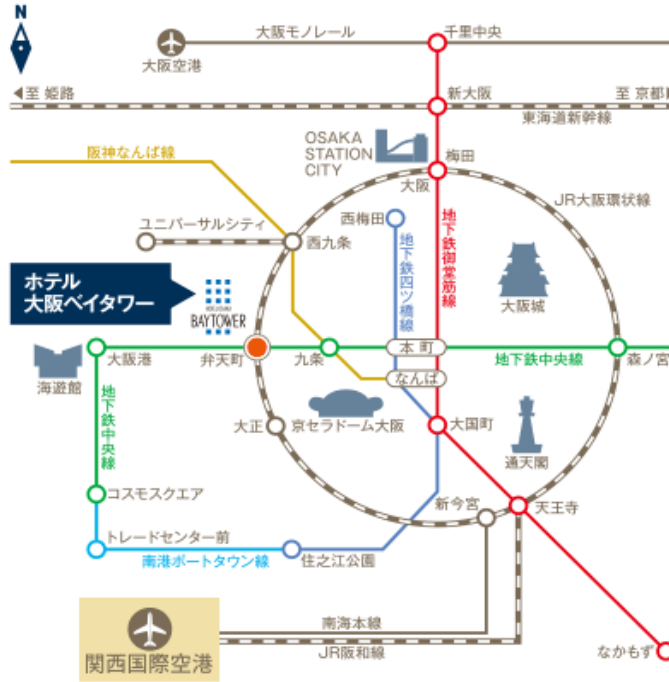 N
大阪モノレール
千里中央
大阪空港
◀至 姫路
新大阪
至 京都
東海道新幹線
阪神なんば線
OSAKA
STATION
CITY
梅田
大阪
JR大阪環状線
ユニバーサルシティ
西梅田
西九条
地下鉄四ツ橋線
地下鉄御堂筋線
大阪城
ホテル
大阪ベイタワー
BAYTOWER
大阪港
弁天町
九条
本町
地下鉄中央線
森ノ宮
海遊館
なんば
地下鉄中央線
大正
京セラドーム大阪
大国町
通天閣
コスモスクエア
新今宮
天王寺
トレードセンター前
南港ポートタウン線
住之江公園
関西国際空港
南海本線
JR阪和線
なかもず